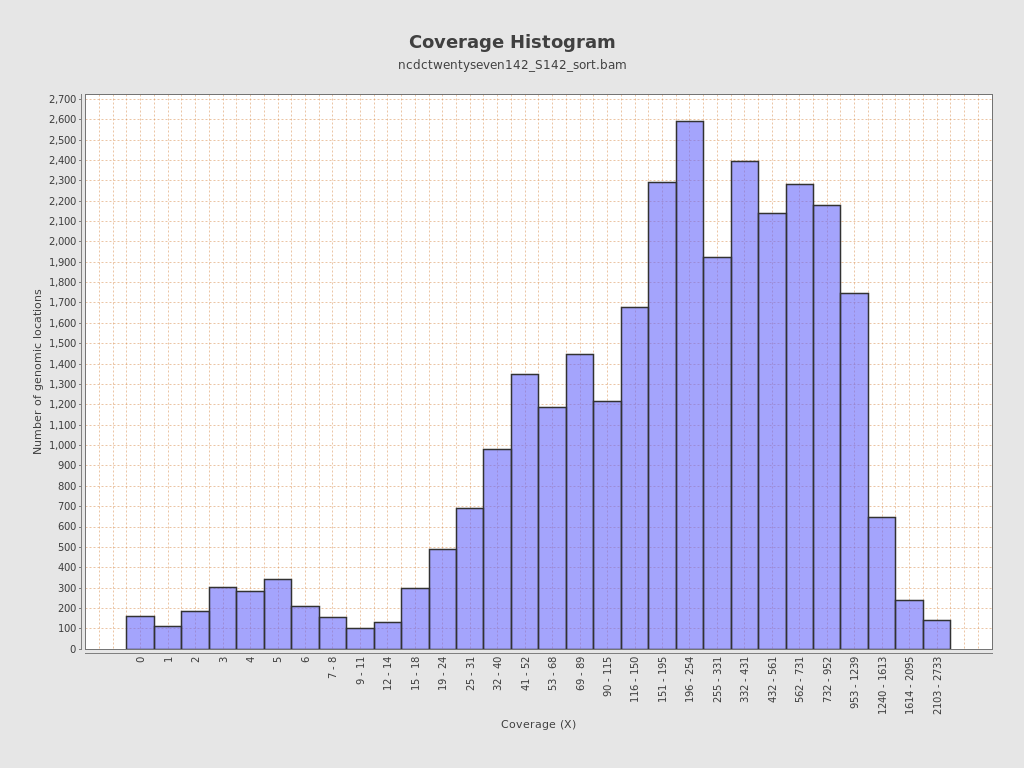 Coverage Histogram
ncdctwentyseven142_S142_sort.bam
Number of genomic locations
2,700
2,600
2,500
2,400
2,300
2,200
2,100
2,000
1,900
1,800
1,700
1,600
1,500
1,400
1,300
1,200
1,100
1,000
900
800
700
600
500
400
300
200
100
0
0
1
2
3
4
5
6
7 - 8
9 - 11
12 - 14
15 - 18
19 - 24
25 - 31
32 - 40
41 - 52
53 - 68
69 - 89
90 - 115
116 - 150
151 - 195
196 - 254
255 - 331
332 - 431
432 - 561
562 - 731
732 - 952
953 - 1239
1240 - 1613
1614 - 2095
2103 - 2733
Coverage (X)